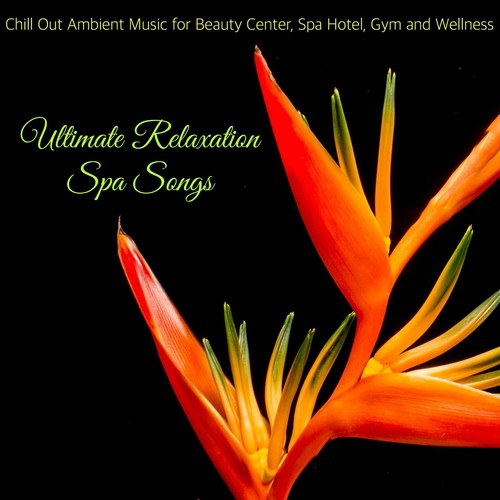 Chill Out Ambient Music for Beauty Center, Spa Hotel, Gym and Wellness
Ultimate Relaxation
Spa Songs